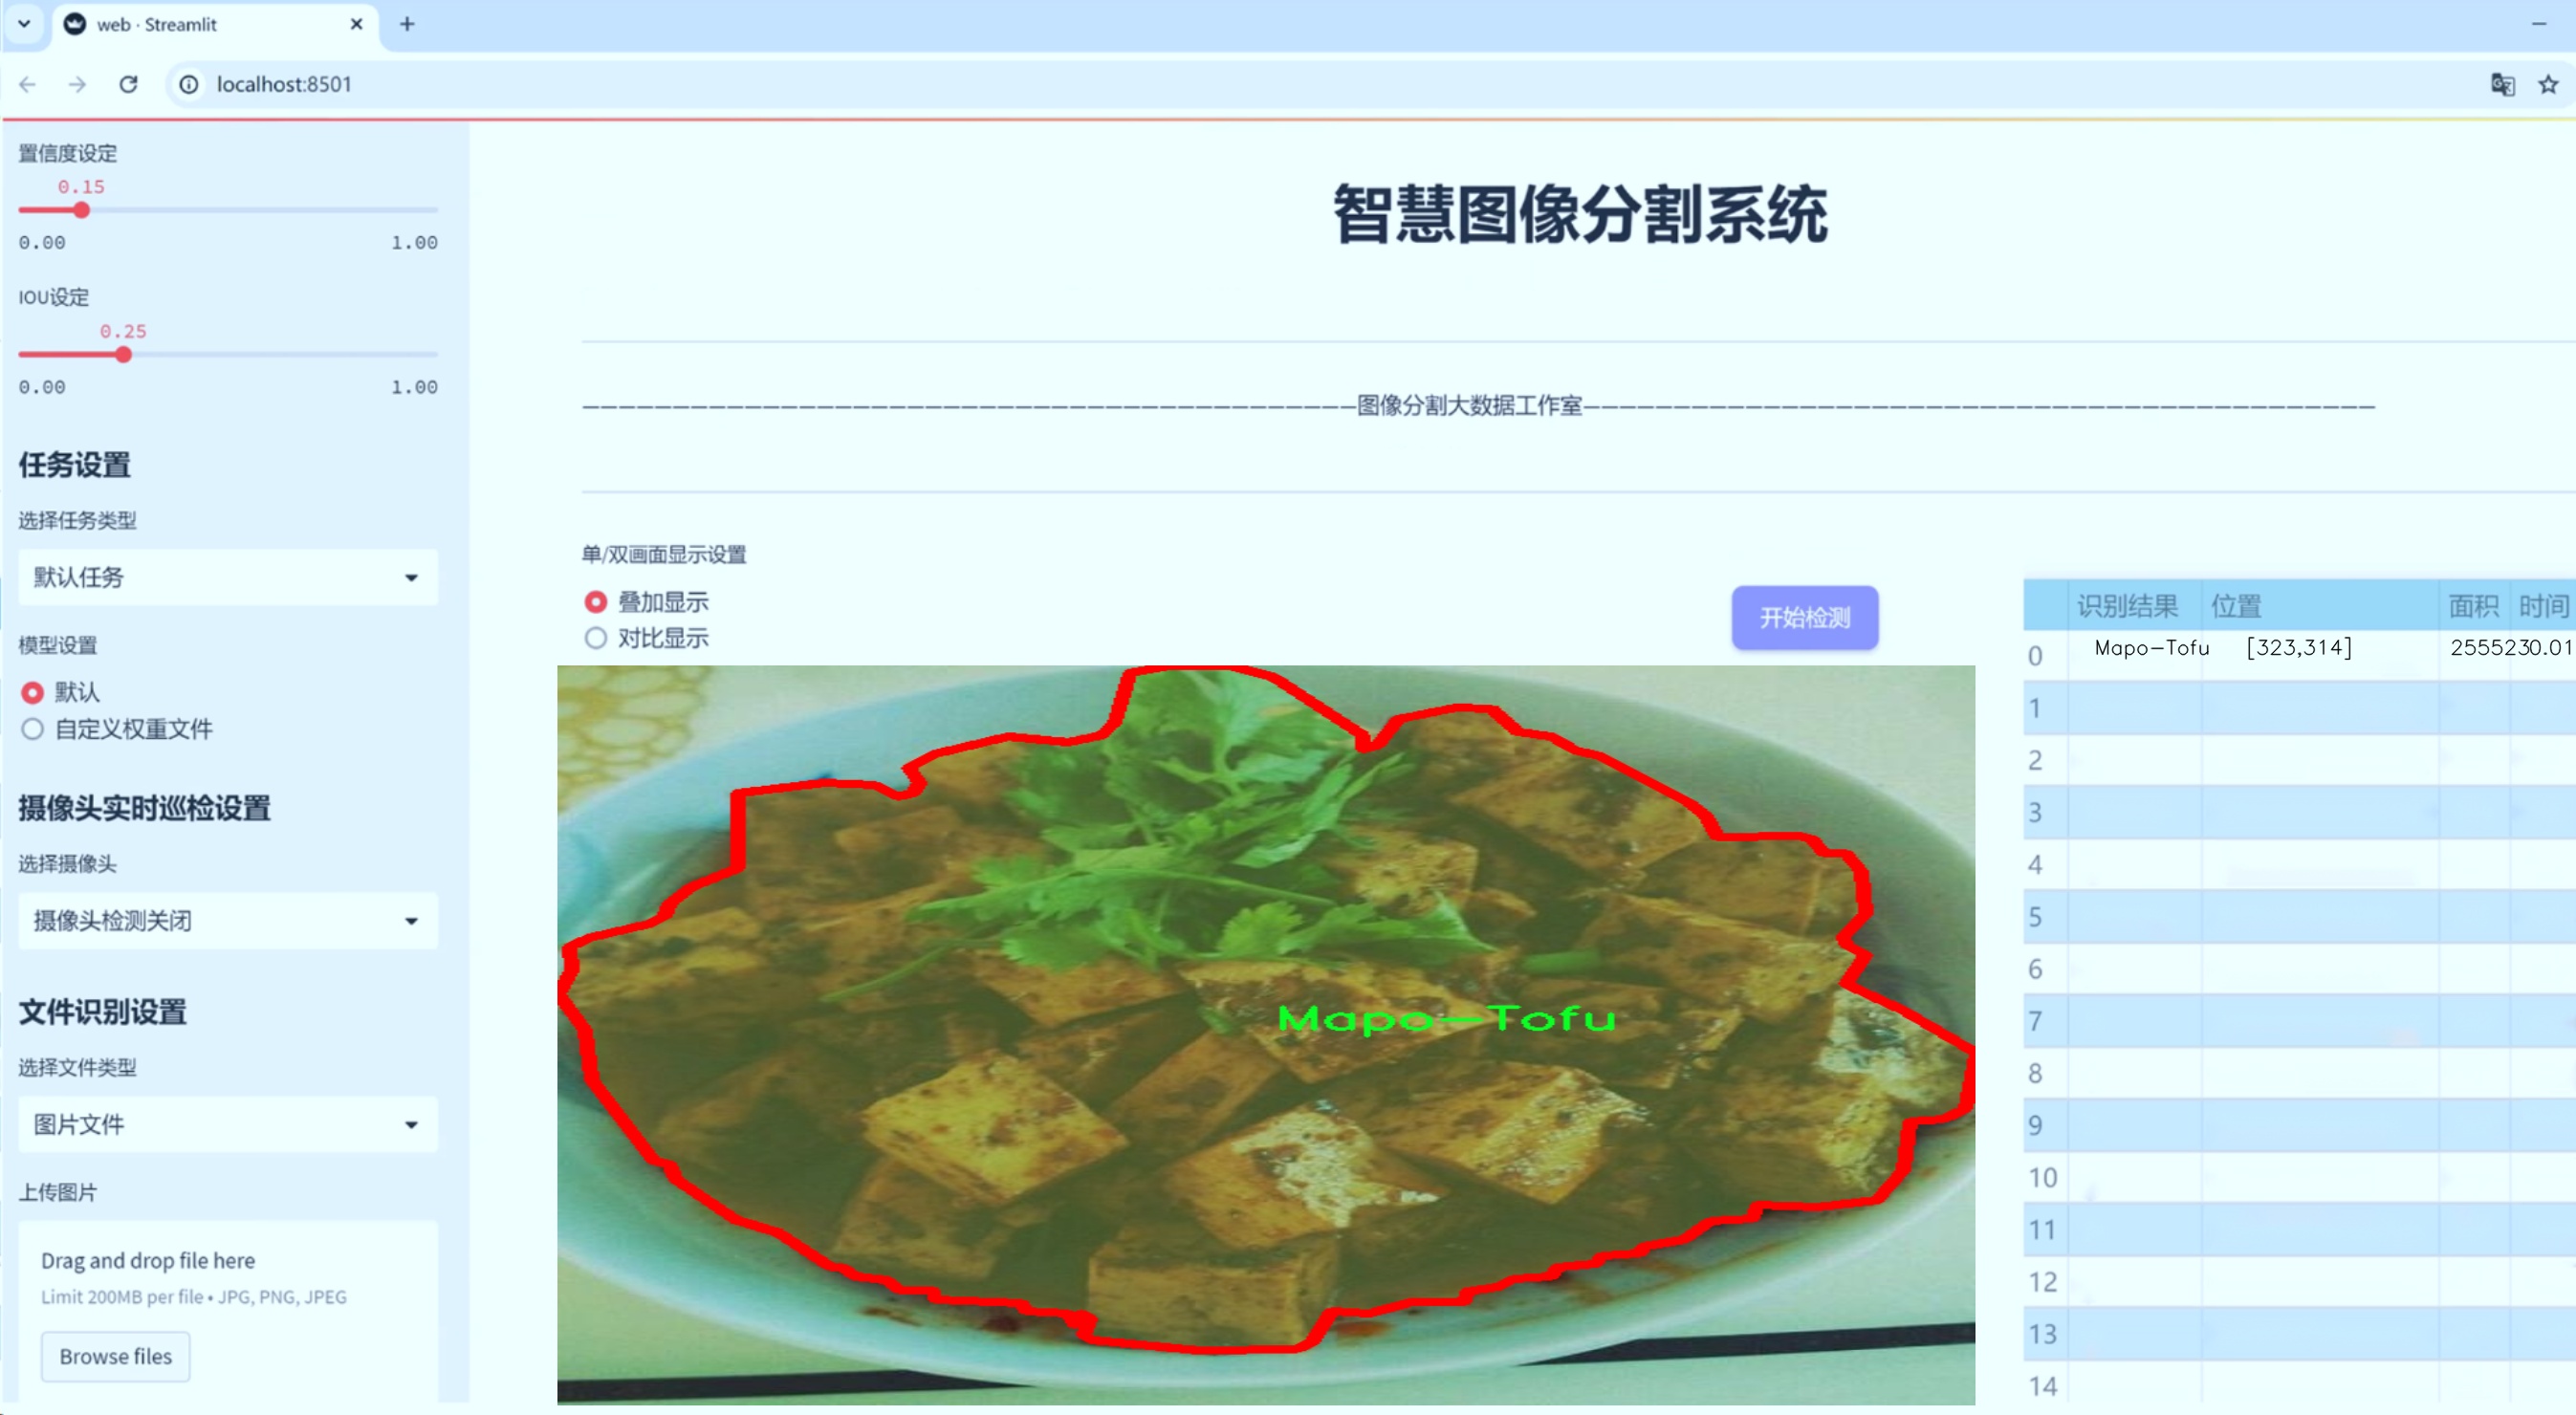 web · Streamlit
localhost:8501
置信度设定
0.15
0.00 1.00
IOU设定
0.25
0.00 1.00
任务设置
选择任务类型
默认任务
模型设置
默认
自定义权重文件
摄像头实时巡检设置
选择摄像头
摄像头检测关闭
文件识别设置
选择文件类型
图片文件
上传图片
Drag and drop file here
Limit 200MB per file • JPG, PNG, JPEG
Browse files
智慧图像分割系统
图像分割大数据工作室
单/双画面显示设置
叠加显示
对比显示
开始检测
Mapo-Tofu
识别结果 位置 面积 时间
0 Mapo-Tofu [323,314] 2555230.01
1
2
3
4
5
6
7
8
9
10
11
12
13
14